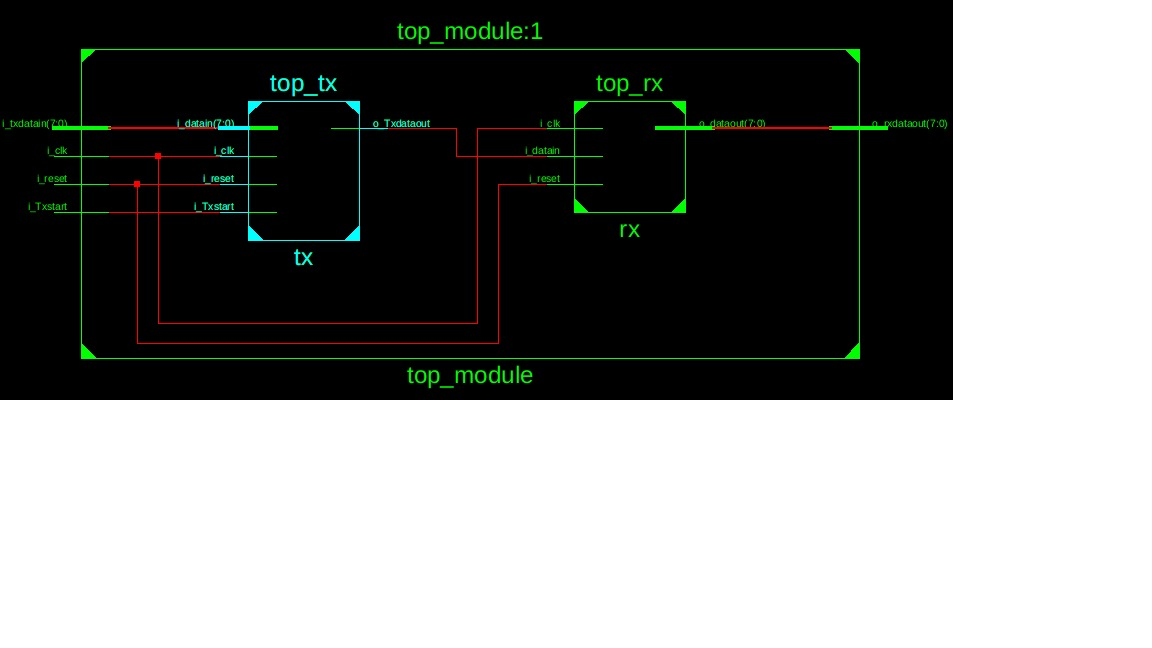 top_module:1
top_tx
top_rx
i_txdatain(7:0)
i_datain(7:0)
o_Txdataout
i_clk
o_dataout(7:0)
o_rxdataout(7:0)
i_clk
i_clk
i_datain
i_reset
i_reset
i_reset
i_Txstart
i_Txstart
rx
tx
top_module